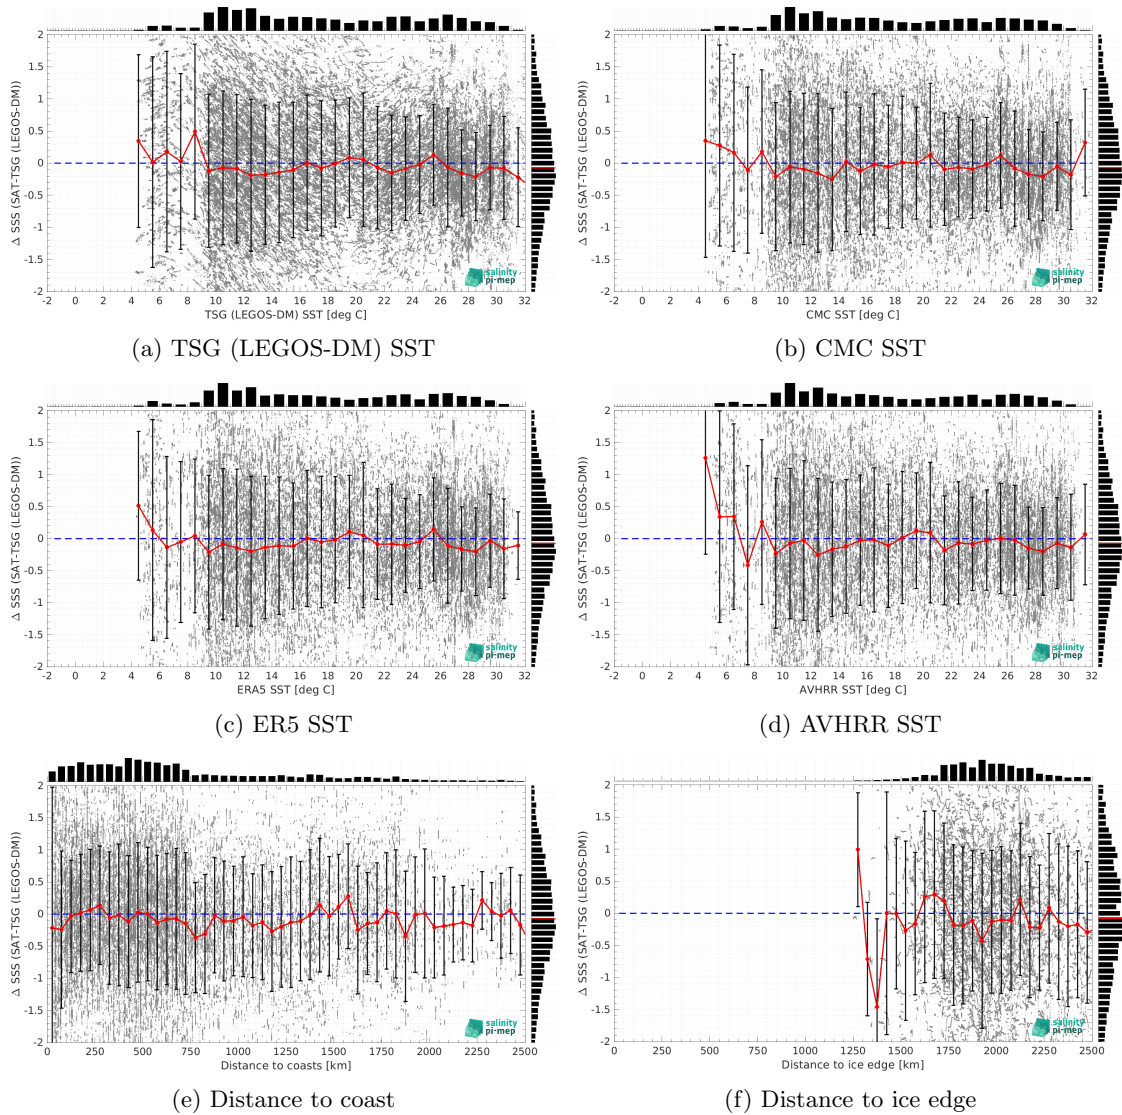 2
1.5
1
0.5
0
-0.5
-1
-1.5
-2
Δ SSS (SAT-TSG (LEGOS-DM))
salinity
pi-mep
-2 0 2 4 6 8 10 12 14 16 18 20 22 24 26 28 30 32
TSG (LEGOS-DM) SST [deg C]
(a) TSG (LEGOS-DM) SST
2
1.5
1
0.5
0
-0.5
-1
-1.5
-2
Δ SSS (SAT-TSG (LEGOS-DM))
salinity
pi-mep
-2 0 2 4 6 8 10 12 14 16 18 20 22 24 26 28 30 32
CMC SST [deg C]
(b) CMC SST
2
1.5
1
0.5
0
-0.5
-1
-1.5
-2
Δ SSS (SAT-TSG (LEGOS-DM))
salinity
pi-mep
-2 0 2 4 6 8 10 12 14 16 18 20 22 24 26 28 30 32
ERA5 SST [deg C]
(c) ER5 SST
2
1.5
1
0.5
0
-0.5
-1
-1.5
-2
Δ SSS (SAT-TSG (LEGOS-DM))
salinity
pi-mep
-2 0 2 4 6 8 10 12 14 16 18 20 22 24 26 28 30 32
AVHRR SST [deg C]
(d) AVHRR SST
2
1.5
1
0.5
0
-0.5
-1
-1.5
-2
Δ SSS (SAT-TSG (LEGOS-DM))
salinity
pi-mep
0 250 500 750 1000 1250 1500 1750 2000 2250 2500
Distance to coasts [km]
(e) Distance to coast
2
1.5
1
0.5
0
-0.5
-1
-1.5
-2
Δ SSS (SAT-TSG (LEGOS-DM))
salinity
pi-mep
0 250 500 750 1000 1250 1500 1750 2000 2250 2500
Distance to ice edge [km]
(f) Distance to ice edge